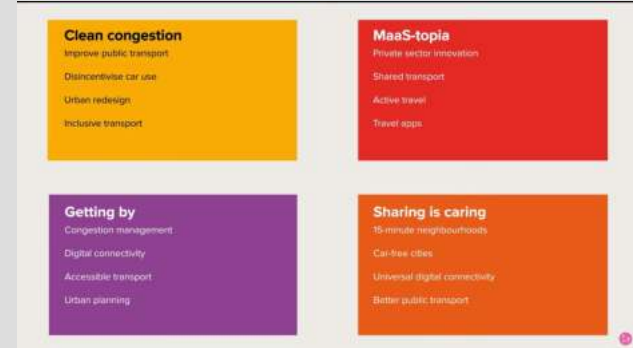 Clean congestion
Improve public transport
Disincentivise car use
Urban redesign
Inclusive transport
MaaS-topia
Private sector innovation
Shared transport
Active travel
Travel apps
Getting by
Congestion management
Digital connectivity
Accessible transport
Urban planning
Sharing is caring
15-minute neighbourhoods
Car-free cities
Universal digital connectivity
Better public transport